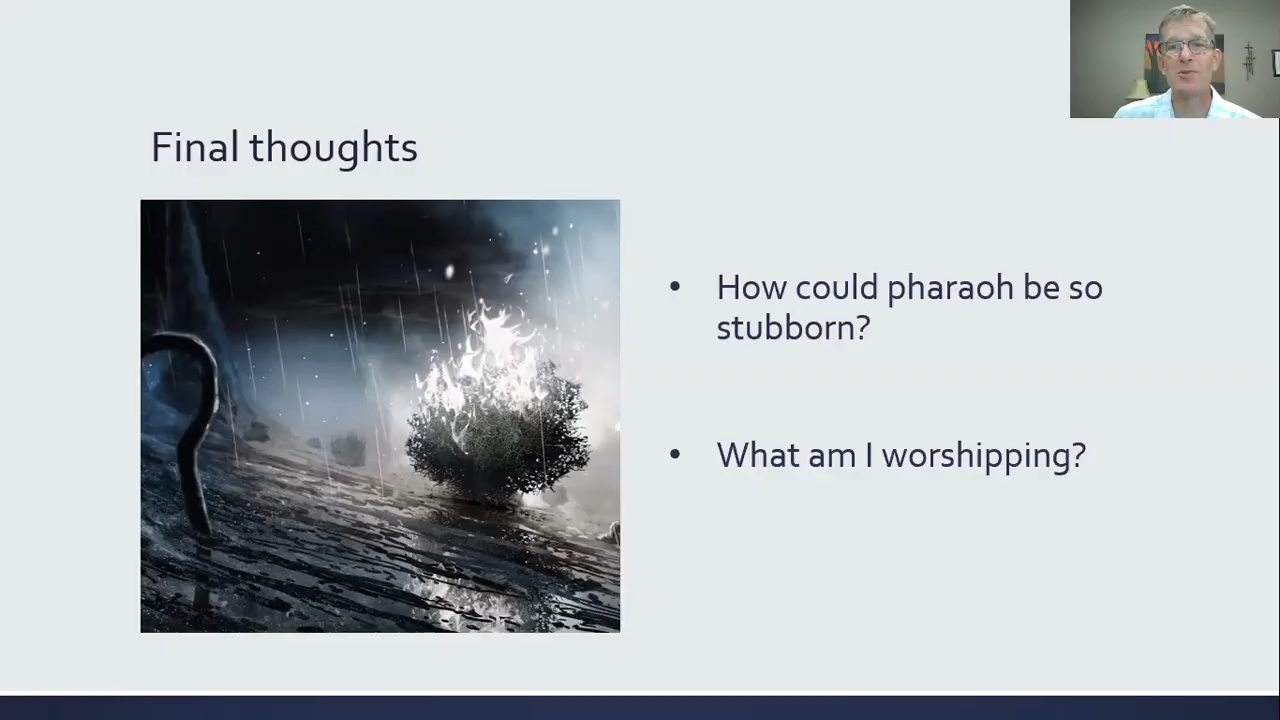 Final thoughts
• How could pharaoh be so
stubborn?
• What am I worshipping?